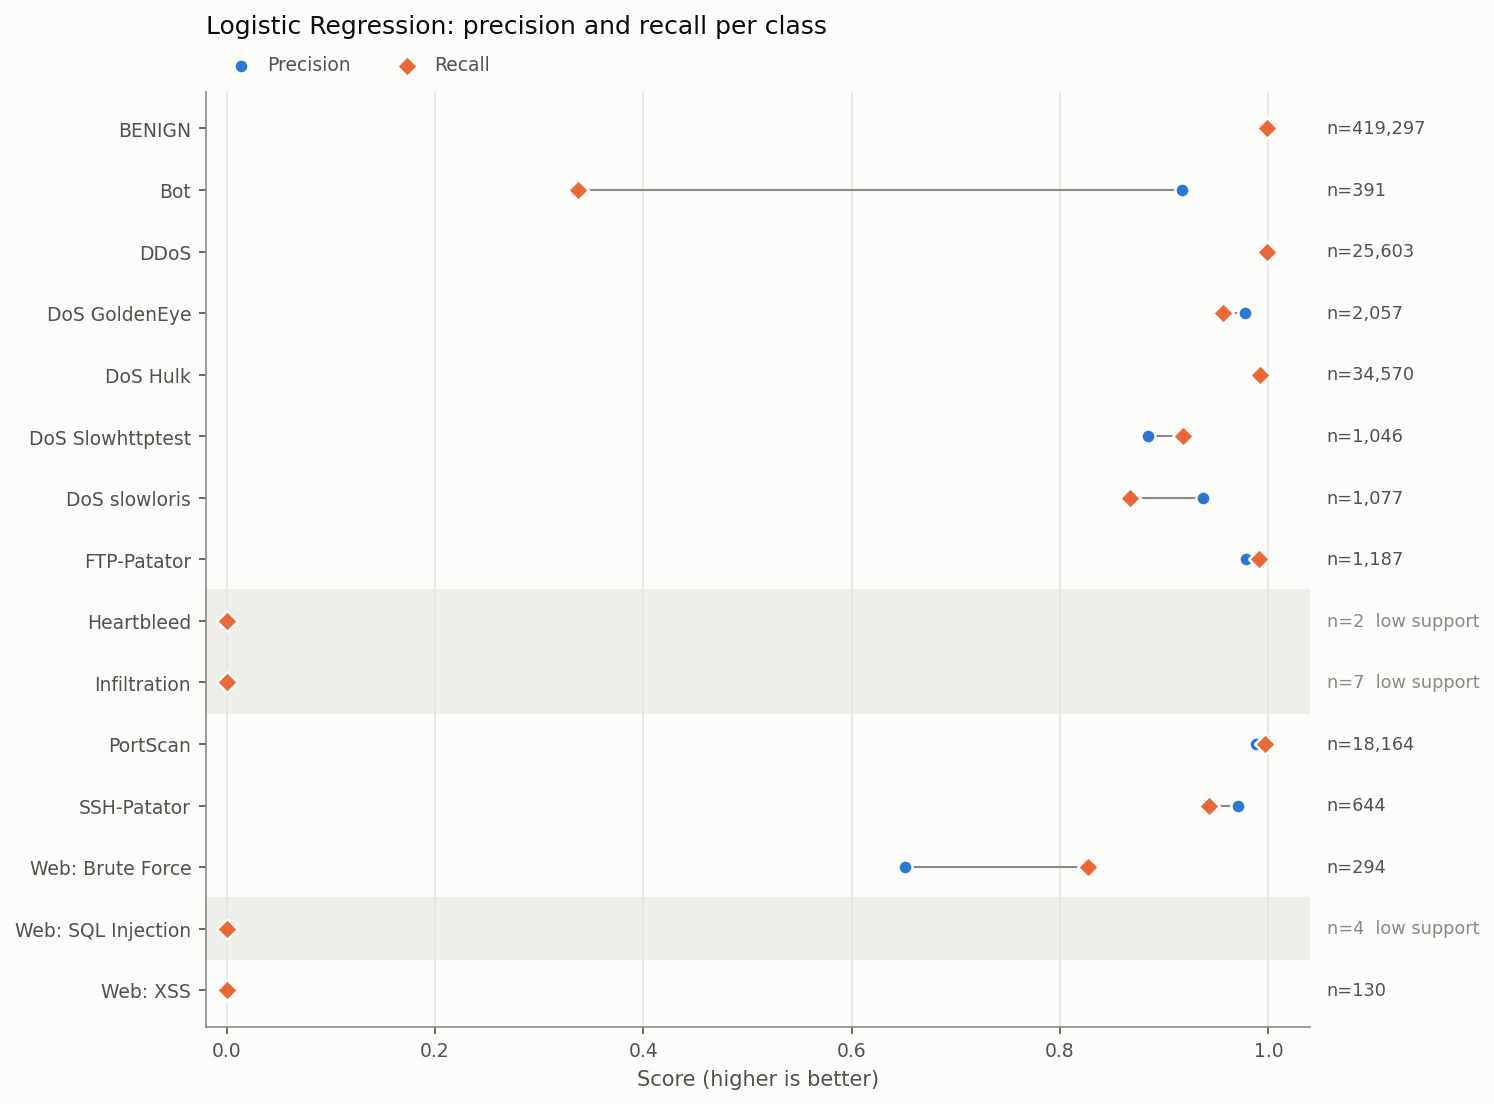 Logistic Regression: precision and recall per class
Precision Recall
BENIGN n=419,297
Bot n=391
DDoS n=25,603
DoS GoldenEye n=2,057
DoS Hulk n=34,570
DoS Slowhttptest n=1,046
DoS slowloris n=1,077
FTP-Patator n=1,187
Heartbleed n=2 low support
Infiltration n=7 low support
PortScan n=18,164
SSH-Patator n=644
Web: Brute Force n=294
Web: SQL Injection n=4 low support
Web: XSS n=130
0.0 0.2 0.4 0.6 0.8 1.0
Score (higher is better)